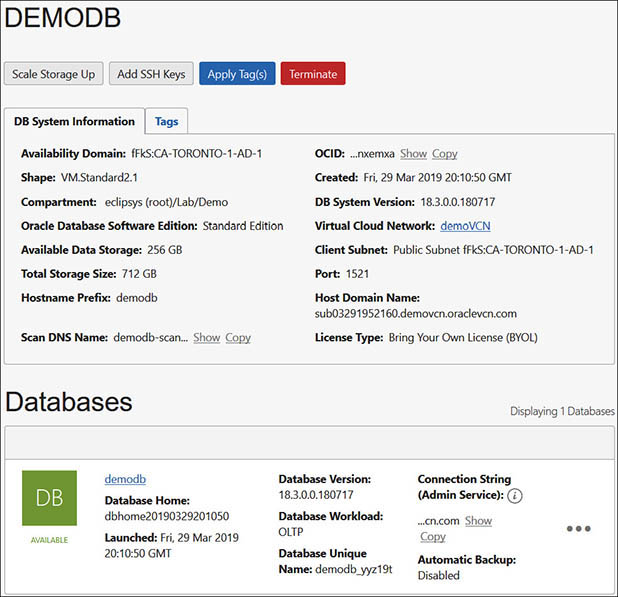 DEMODB
Scale Storage Up
Add SSH Keys
Apply Tag(s)
Terminate
DB System Information
Tags
Availability Domain: fFkS:CA-TORONTO-1-AD-1
Shape: VM.Standard2.1
Compartment: eclipsys (root)/Lab/Demo
Oracle Database Software Edition: Standard Edition
Available Data Storage: 256 GB
Total Storage Size: 712 GB
Hostname Prefix: demodb
Scan DNS Name: demodb-scan... Show Copy
OCID: ...nxemxa Show Copy
Created: Fri, 29 Mar 2019 20:10:50 GMT
DB System Version: 18.3.0.0.180717
Virtual Cloud Network: demoVCN
Client Subnet: Public Subnet fFkS:CA-TORONTO-1-AD-1
Port: 1521
Host Domain Name:
sub03291952160.demovcn.oraclevcn.com
License Type: Bring Your Own License (BYOL)
Databases
Displaying 1 Databases
DB
AVAILABLE
demodb
Database Home:
dbhome20190329201050
Launched: Fri, 29 Mar 2019
20:10:50 GMT
Database Version:
18.3.0.0.180717
Database Workload:
OLTP
Database Unique
Name: demodb_yyz19t
Connection String
(Admin Service): i
...cn.com Show
Copy
Automatic Backup:
Disabled